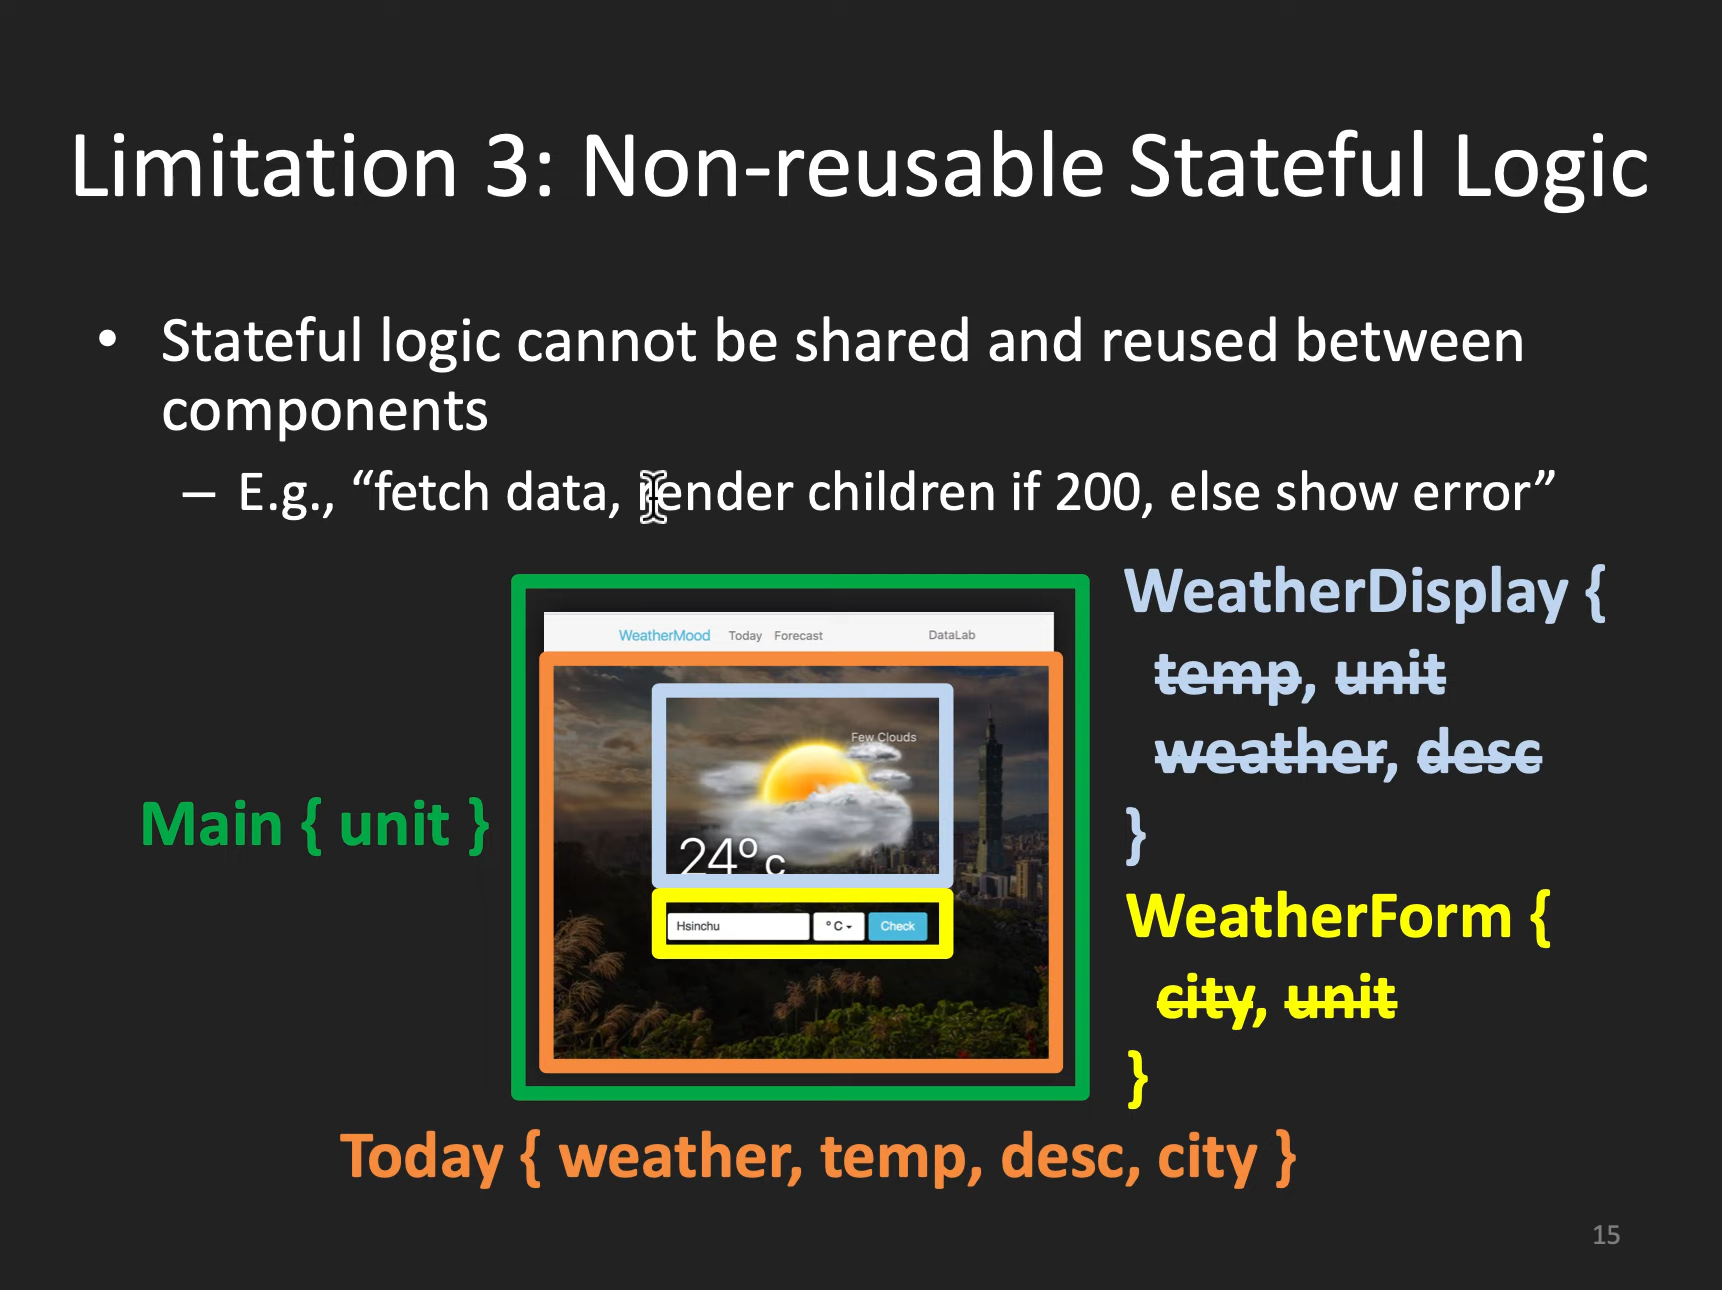 Limitation 3: Non-reusable Stateful Logic
• Stateful logic cannot be shared and reused between
components
– E.g., “fetch data, render children if 200, else show error”
WeatherMood Today Forecast DataLab
Few Clouds
24° c
Hsinchu ° C Check
Main { unit }
WeatherDisplay {
temp, unit
weather, desc
}
WeatherForm {
city, unit
}
Today { weather, temp, desc, city }
15